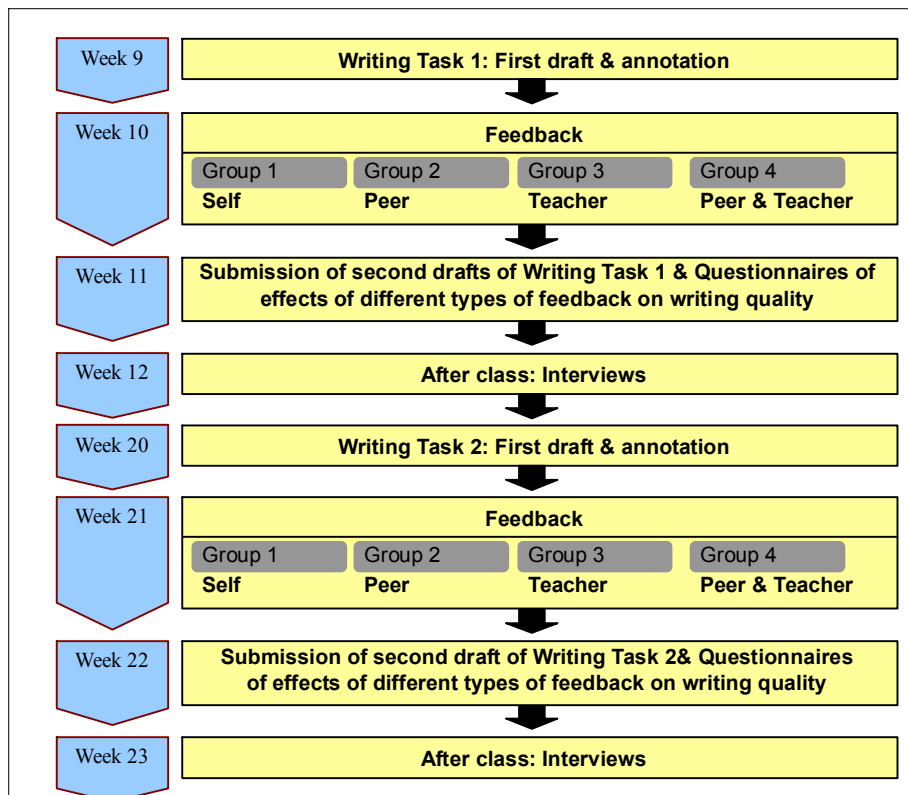 Week 9
Writing Task 1: First draft & annotation
Week 10
Feedback
Group 1 Group 2 Group 3 Group 4
Self Peer Teacher Peer & Teacher
Week 11
Submission of second drafts of Writing Task 1 & Questionnaires of
effects of different types of feedback on writing quality
Week 12
After class: Interviews
Week 20
Writing Task 2: First draft & annotation
Week 21
Feedback
Group 1 Group 2 Group 3 Group 4
Self Peer Teacher Peer & Teacher
Week 22
Submission of second draft of Writing Task 2& Questionnaires
of effects of different types of feedback on writing quality
Week 23
After class: Interviews